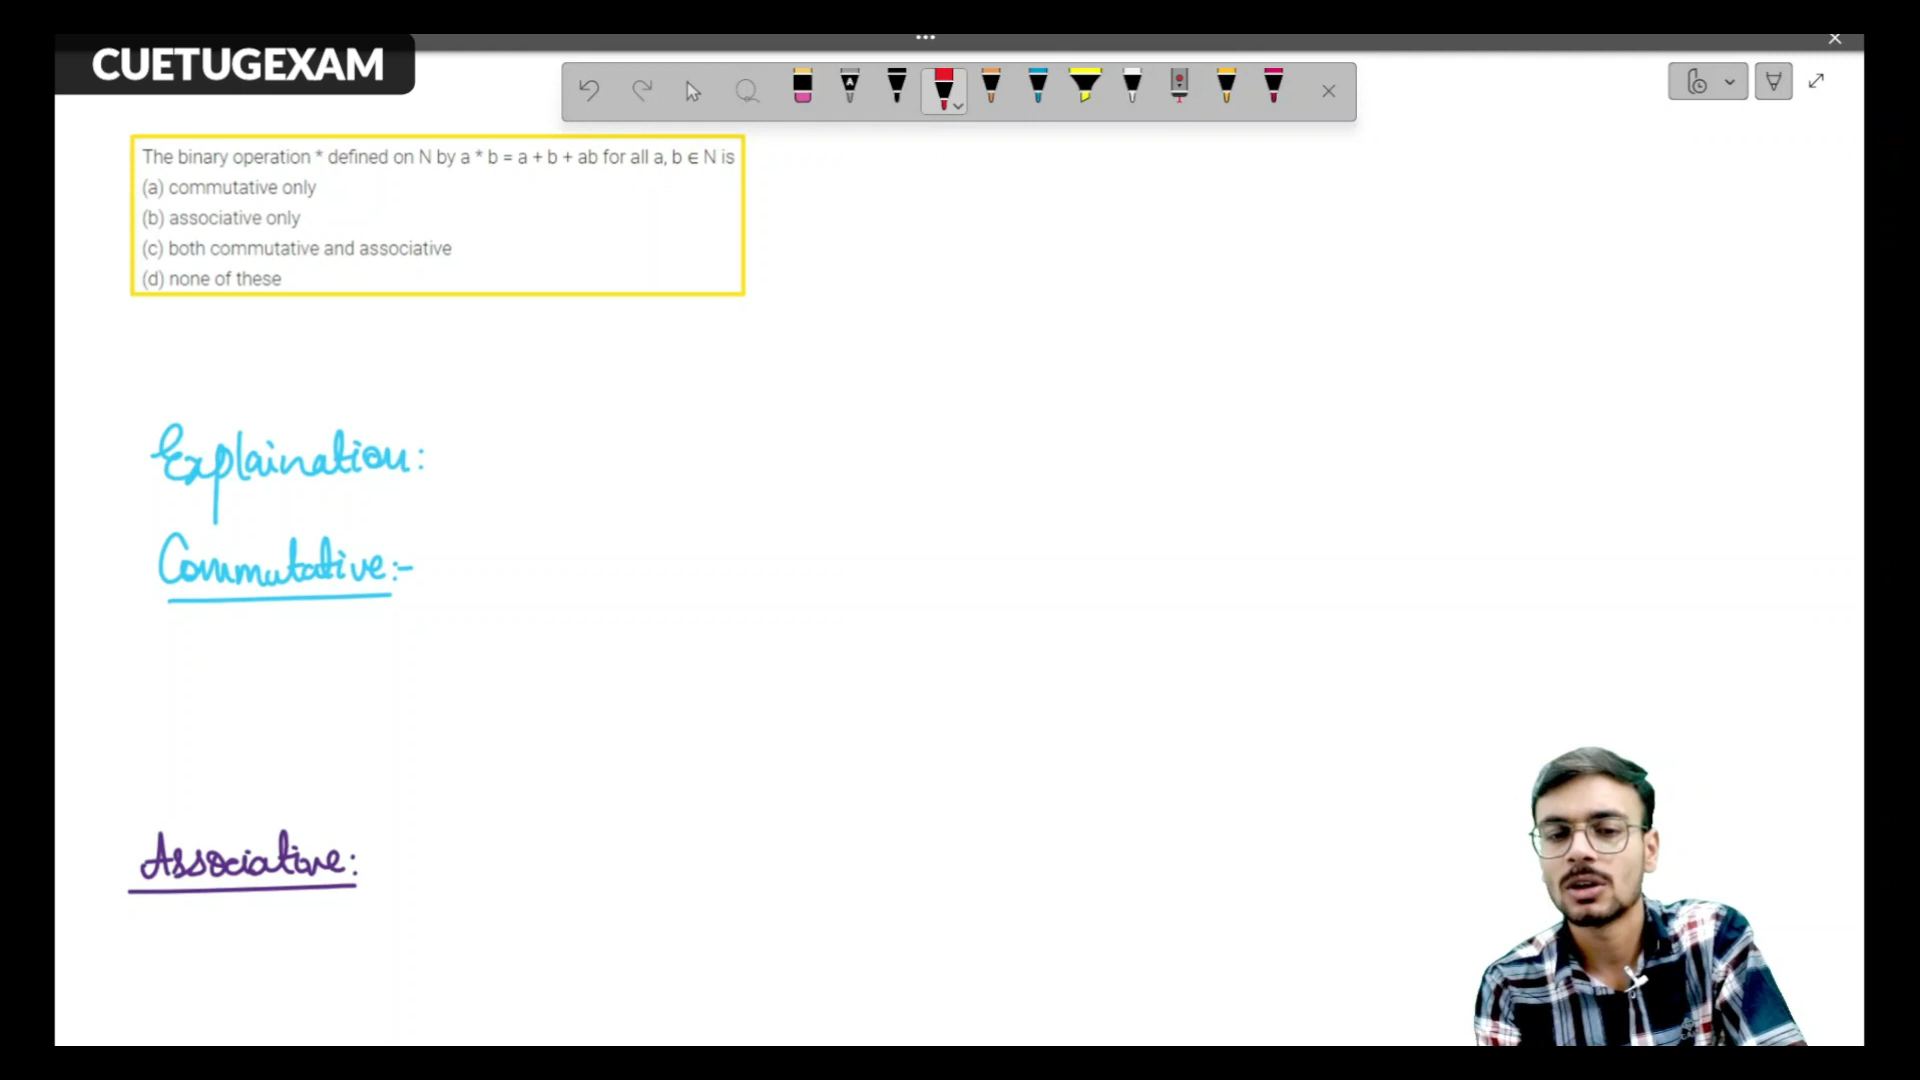 CUETUGEXAM
The binary operation * defined on N by a * b = a + b + ab for all a, b ∈ N is
(a) commutative only
(b) associative only
(c) both commutative and associative
(d) none of these
Explaination:
Commutative:-
Associative: